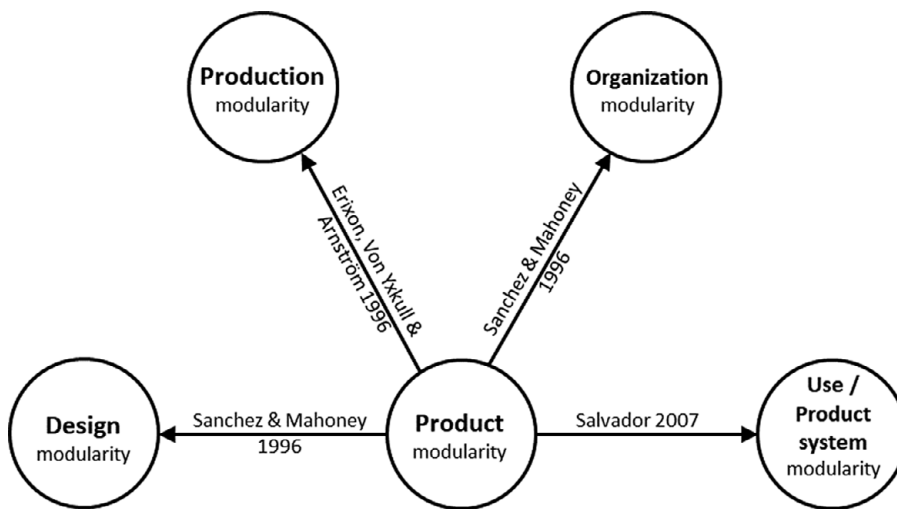 Production
modularity
Organization
modularity
Erixon, Von Yxkull &
Arnström 1996
Sanchez & Mahoney
1996
Design
modularity
Sanchez & Mahoney
1996
Product
modularity
Salvador 2007
Use /
Product
system
modularity